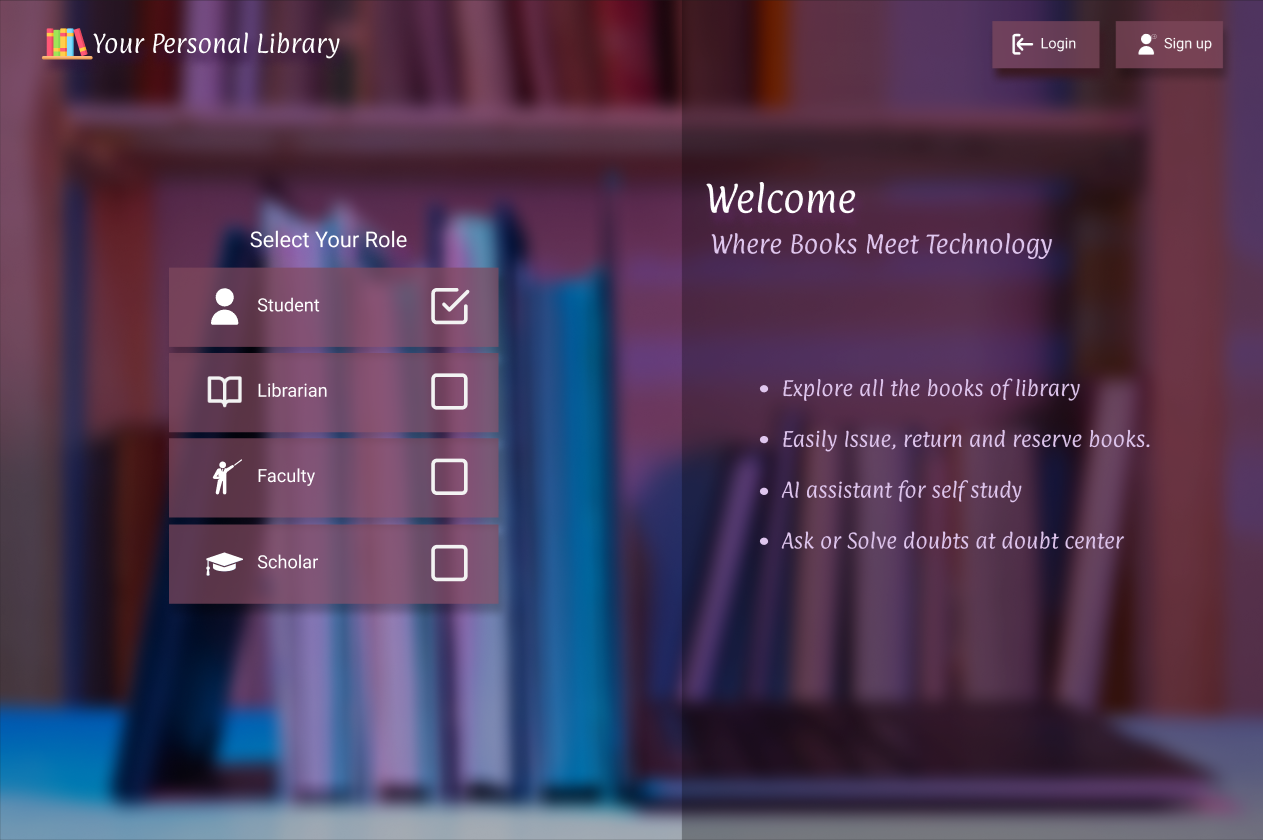 Your Personal Library
Login
Sign up
Welcome
Where Books Meet Technology
Select Your Role
Student
Librarian
Faculty
Scholar
• Explore all the books of library
• Easily Issue, return and reserve books.
• AI assistant for self study
• Ask or Solve doubts at doubt center